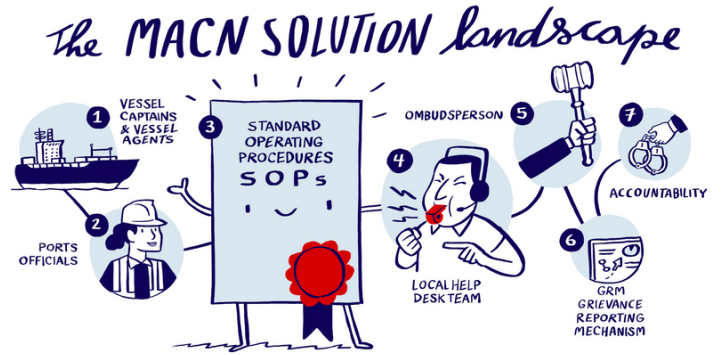 The MACN SOLUTION landscape
1
VESSEL
CAPTAINS
& VESSEL
AGENTS
2
PORTS
OFFICIALS
3
STANDARD
OPERATING
PROCEDURES
SOPs
4
LOCAL HELP
DESK TEAM
OMBUDSPERSON 5
6
GRM
GRIEVANCE
REPORTING
MECHANISM
7
ACCOUNTABILITY